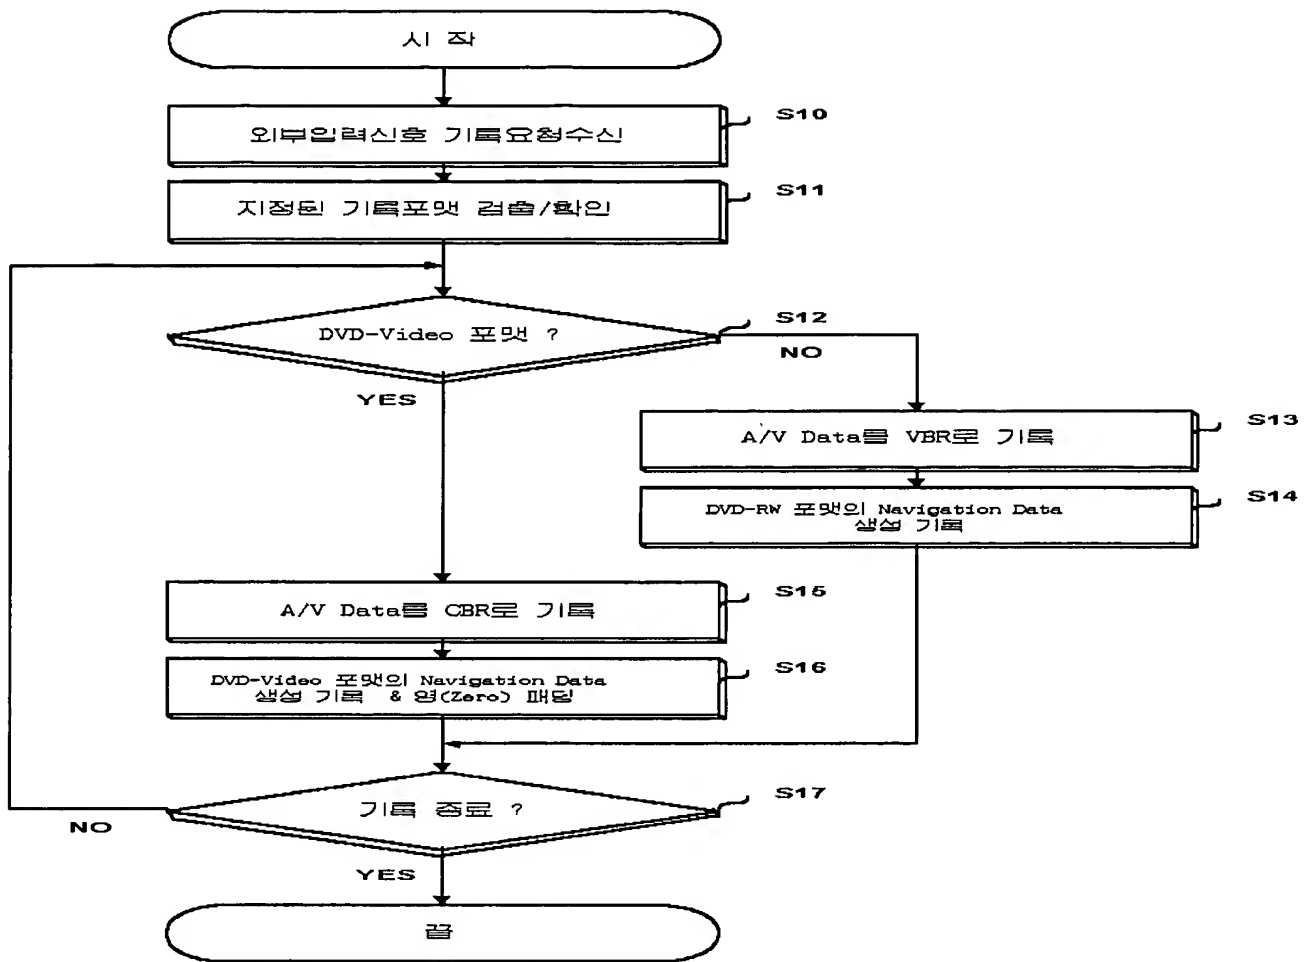 시 작
S10
외부입력신호 기록요청수신
S11
지정된 기록포맷 검출/확인
S12
DVD-Video 포맷 ?
NO
YES
S13
A/V Data를 VBR로 기록
S14
DVD-RW 포맷의 Navigation Data
생성 기록
S15
A/V Data를 CBR로 기록
S16
DVD-Video 포맷의 Navigation Data
생성 기록 & 영(Zero) 패딩
S17
기록 종료 ?
NO
YES
끝